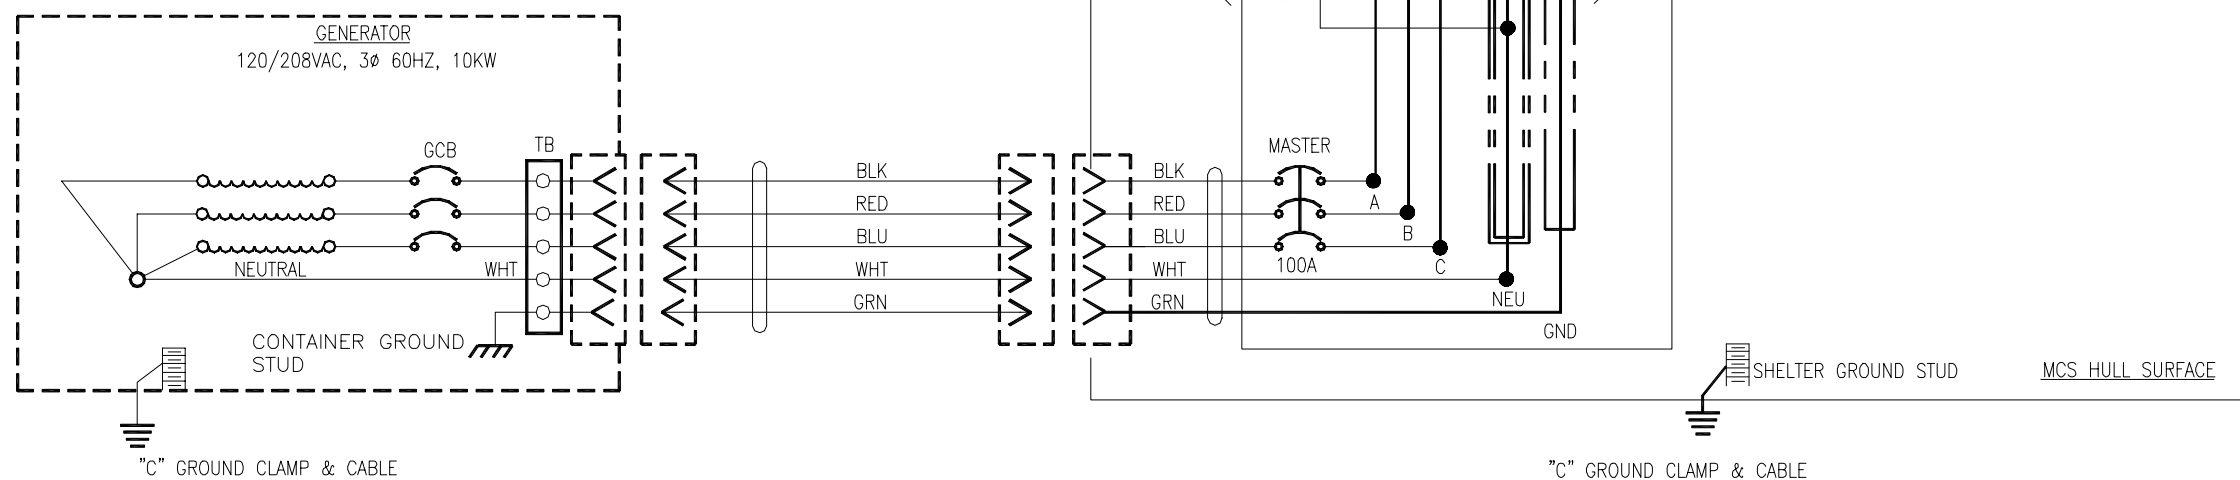 GENERATOR
120/208VAC, 3Ø 60HZ, 10KW
GCB
TB
NEUTRAL
WHT
CONTAINER GROUND
STUD
"C" GROUND CLAMP & CABLE
BLK
RED
BLU
WHT
GRN
BLK
RED
BLU
WHT
GRN
MASTER
100A
A
B
C
NEU
GND
SHELTER GROUND STUD
MCS HULL SURFACE
"C" GROUND CLAMP & CABLE